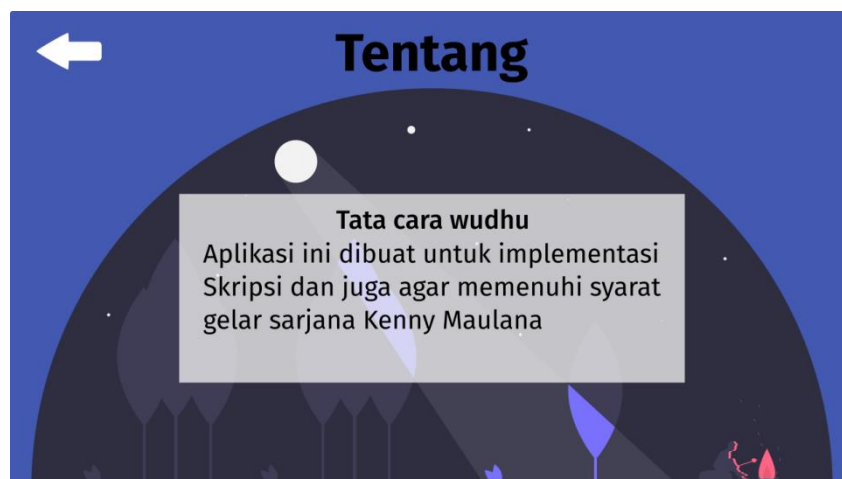 Tentang
Tata cara wudhu
Aplikasi ini dibuat untuk implementasi
Skripsi dan juga agar memenuhi syarat
gelar sarjana Kenny Maulana